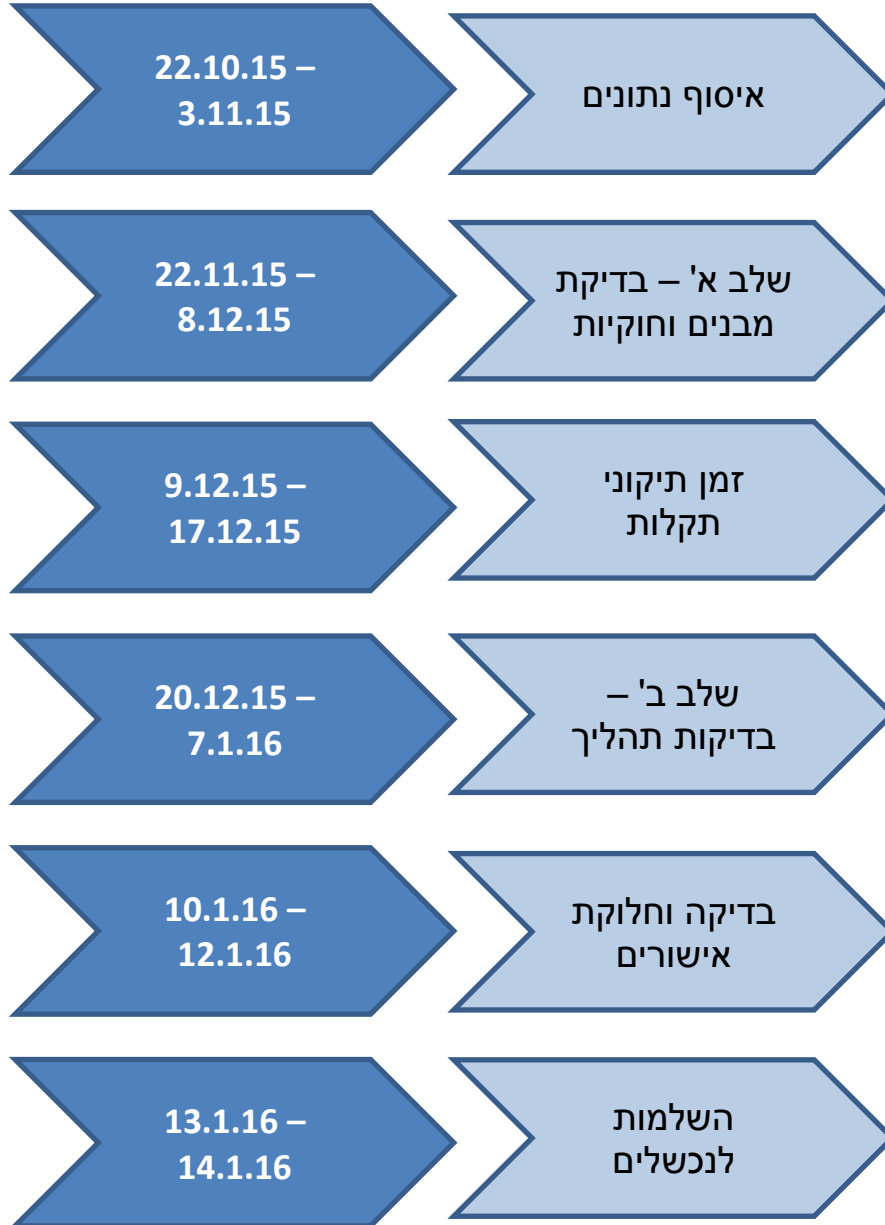 22.10.15 –
3.11.15
איסוף נתונים
22.11.15 –
8.12.15
שלב א' – בדיקת
מבנים וחוקיות
9.12.15 –
17.12.15
זמן תיקוני
תקלות
20.12.15 –
7.1.16
שלב ב' –
בדיקות תהליך
10.1.16 –
12.1.16
בדיקה וחלוקת
אישורים
13.1.16 –
14.1.16
השלמות
לנכשלים